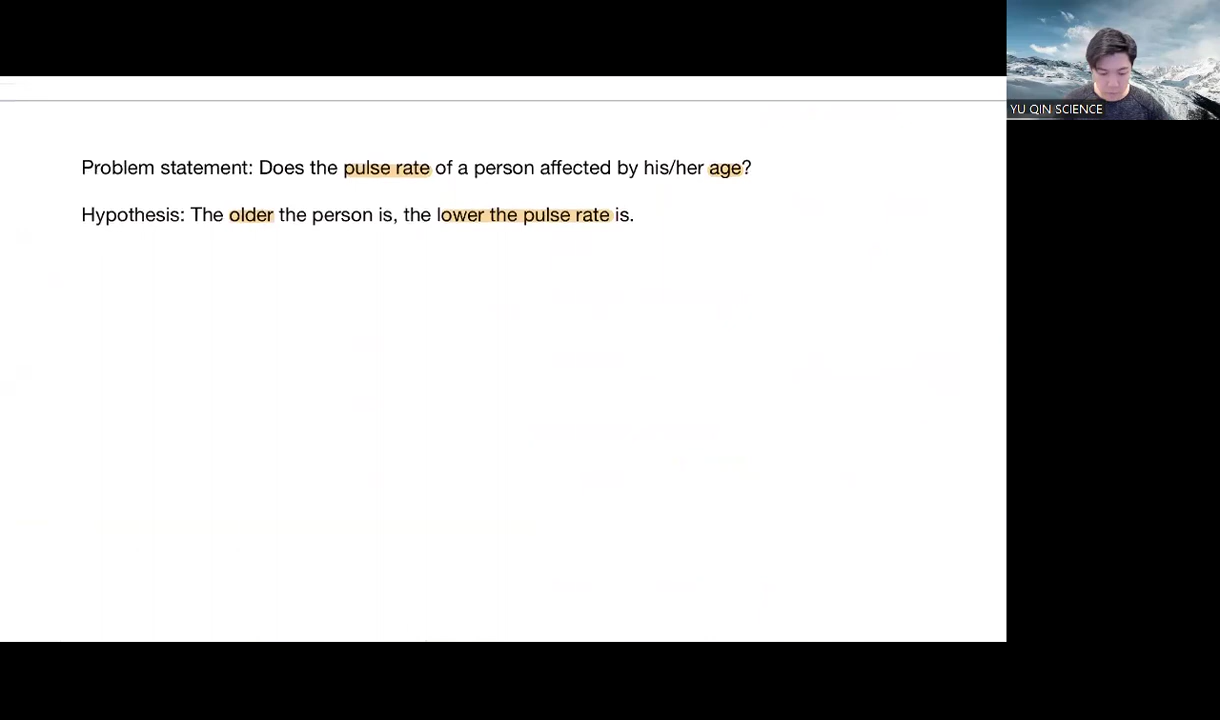 YU QIN SCIENCE
Problem statement: Does the pulse rate of a person affected by his/her age?
Hypothesis: The older the person is, the lower the pulse rate is.